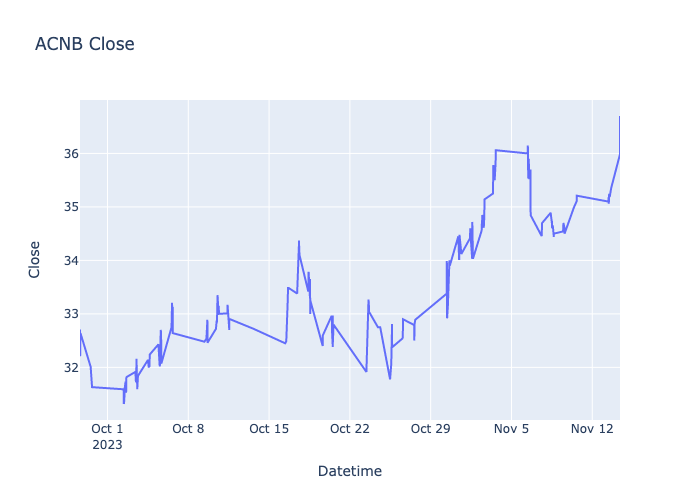 ACNB Close
36
35
34
33
32
Close
Oct 1
2023
Oct 8
Oct 15
Oct 22
Oct 29
Nov 5
Nov 12
Datetime